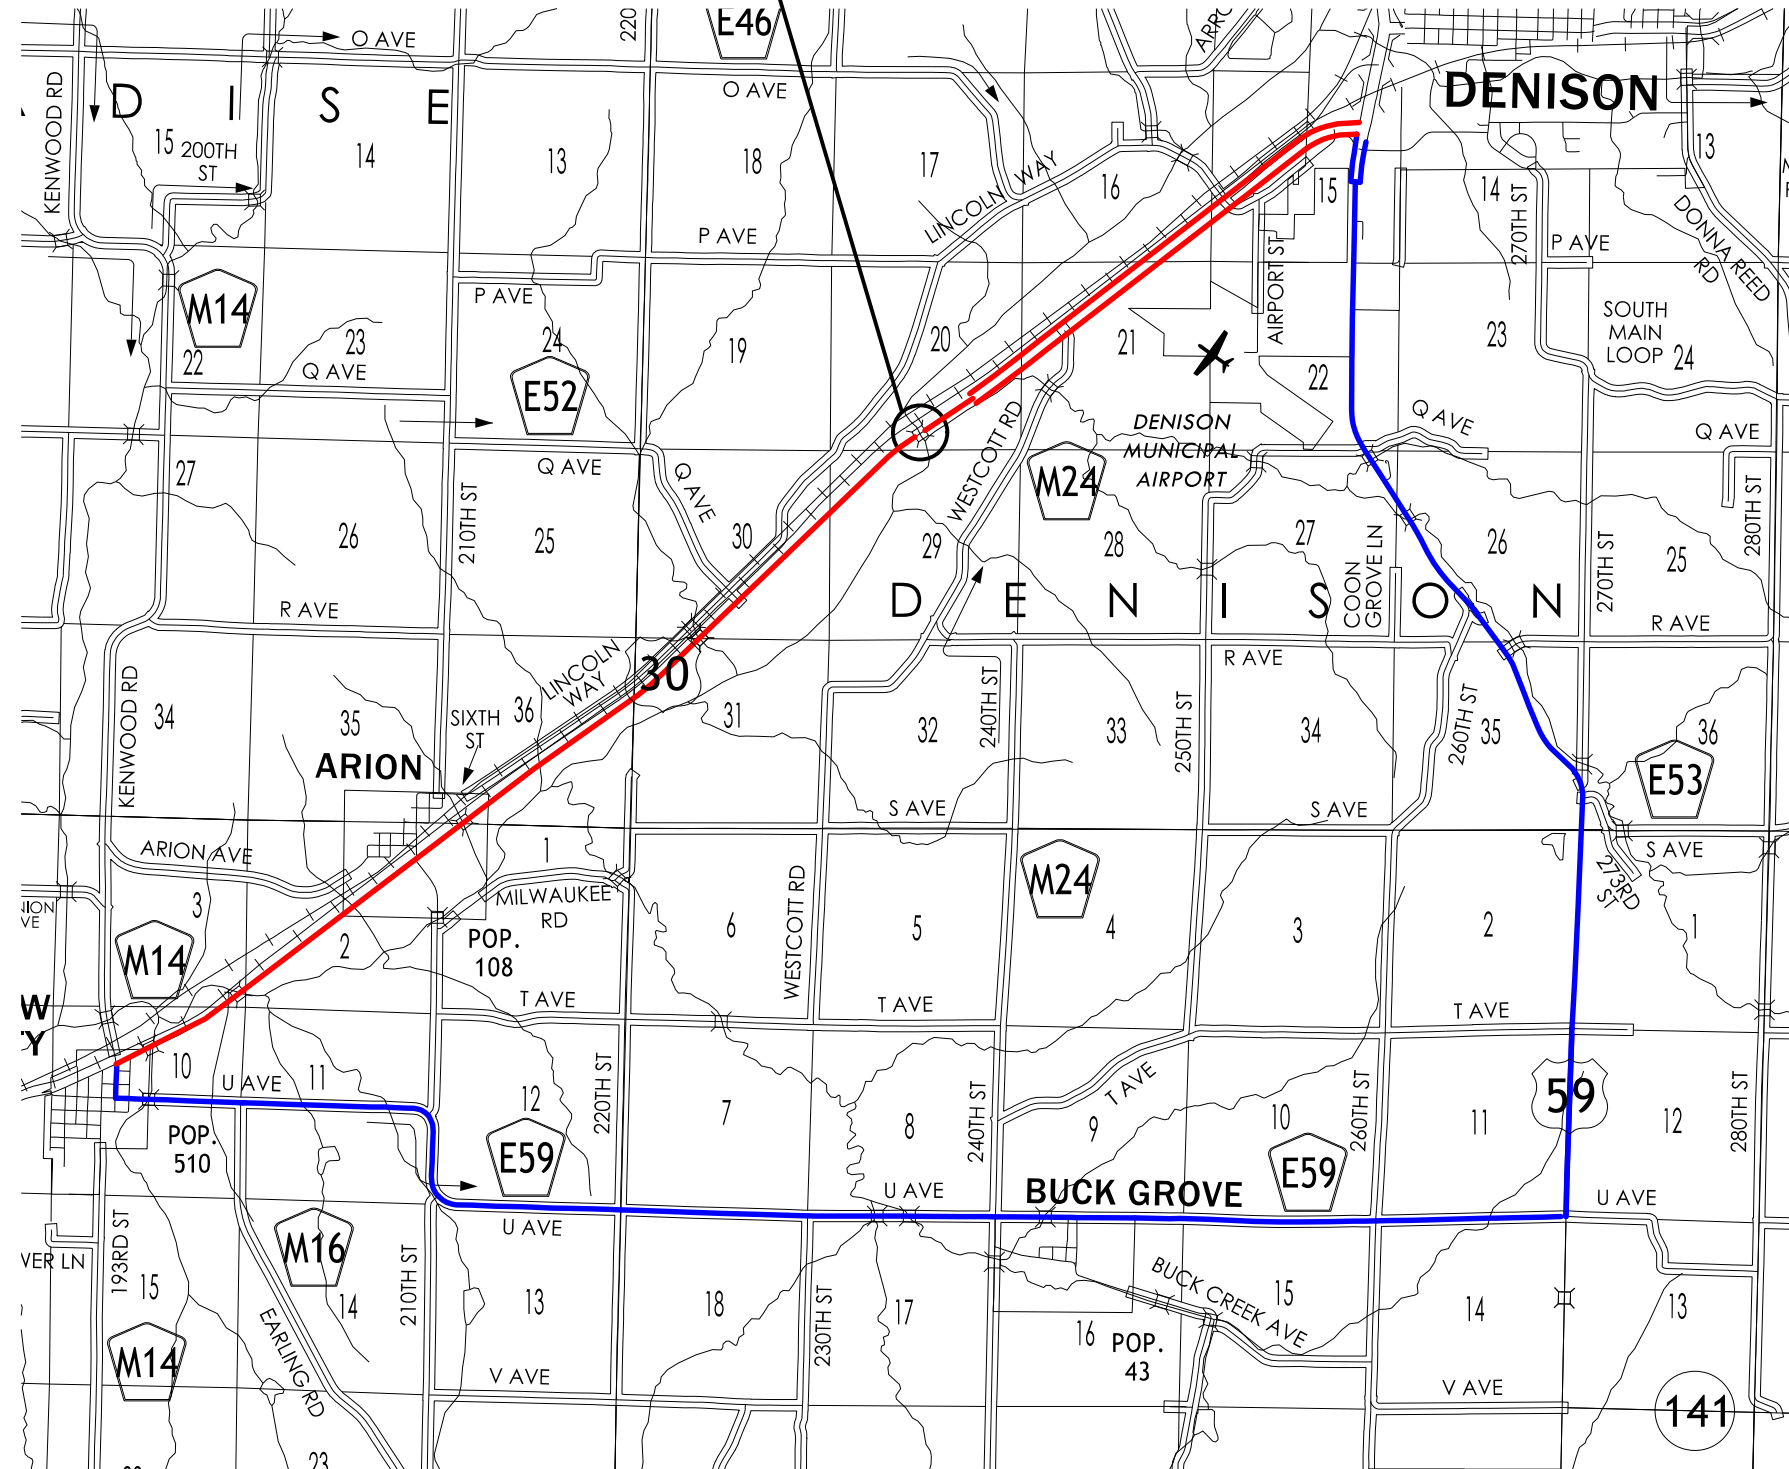 E46
220
ARRO
O AVE
O AVE
DENISON
KENWOOD RD
D I S E
15
200TH
ST
14
13
18
17
LINCOLN WAY
16
15
14
270TH ST
13
DONNA REED
RD
P AVE
P AVE
P AVE
AIRPORT ST
M14
22
23
Q AVE
24
E52
19
20
21
22
23
SOUTH
MAIN
LOOP
24
DENISON
MUNICIPAL
AIRPORT
Q AVE
Q AVE
27
210TH ST
Q AVE
Q AVE
WESTCOTT RD
M24
280TH ST
26
25
30
29
28
27
COON
GROVE LN
26
270TH ST
25
D E N I S O N
R AVE
R AVE
R AVE
LINCOLN
WAY
30
KENWOOD RD
34
35
SIXTH
ST
36
31
32
240TH ST
33
250TH ST
34
260TH ST
35
36
E53
ARION
S AVE
S AVE
ARION AVE
1
MILWAUKEE
RD
WESTCOTT RD
M24
S AVE
273RD
ST
NION
VE
3
2
POP.
108
6
5
4
3
2
1
M14
W
Y
T AVE
T AVE
T AVE
10
U AVE
11
12
220TH ST
7
8
240TH ST
T AVE
9
10
260TH ST
11
59
12
280TH ST
POP.
510
E59
E59
U AVE
BUCK GROVE
U AVE
U AVE
VER LN
193RD ST
M16
210TH ST
15
14
13
18
230TH ST
17
BUCK CREEK AVE
15
14
13
16
POP.
43
M14
EARLING RD
V AVE
V AVE
141
23